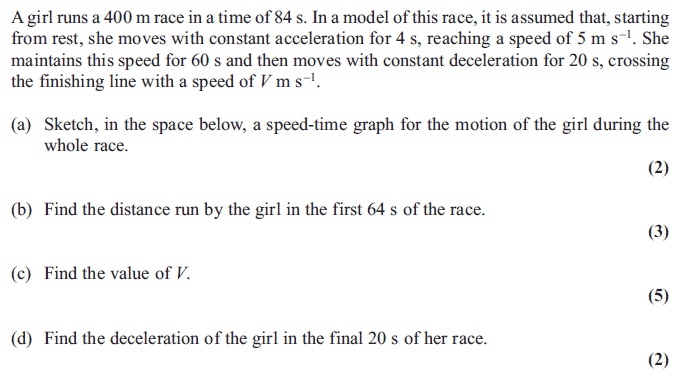 A girl runs a 400 m race in a time of 84 s. In a model of this race, it is assumed that, starting
from rest, she moves with constant acceleration for 4 s, reaching a speed of 5 m s⁻¹. She
maintains this speed for 60 s and then moves with constant deceleration for 20 s, crossing
the finishing line with a speed of V m s⁻¹.
(a) Sketch, in the space below, a speed-time graph for the motion of the girl during the
whole race.
(2)
(b) Find the distance run by the girl in the first 64 s of the race.
(3)
(c) Find the value of V.
(5)
(d) Find the deceleration of the girl in the final 20 s of her race.
(2)